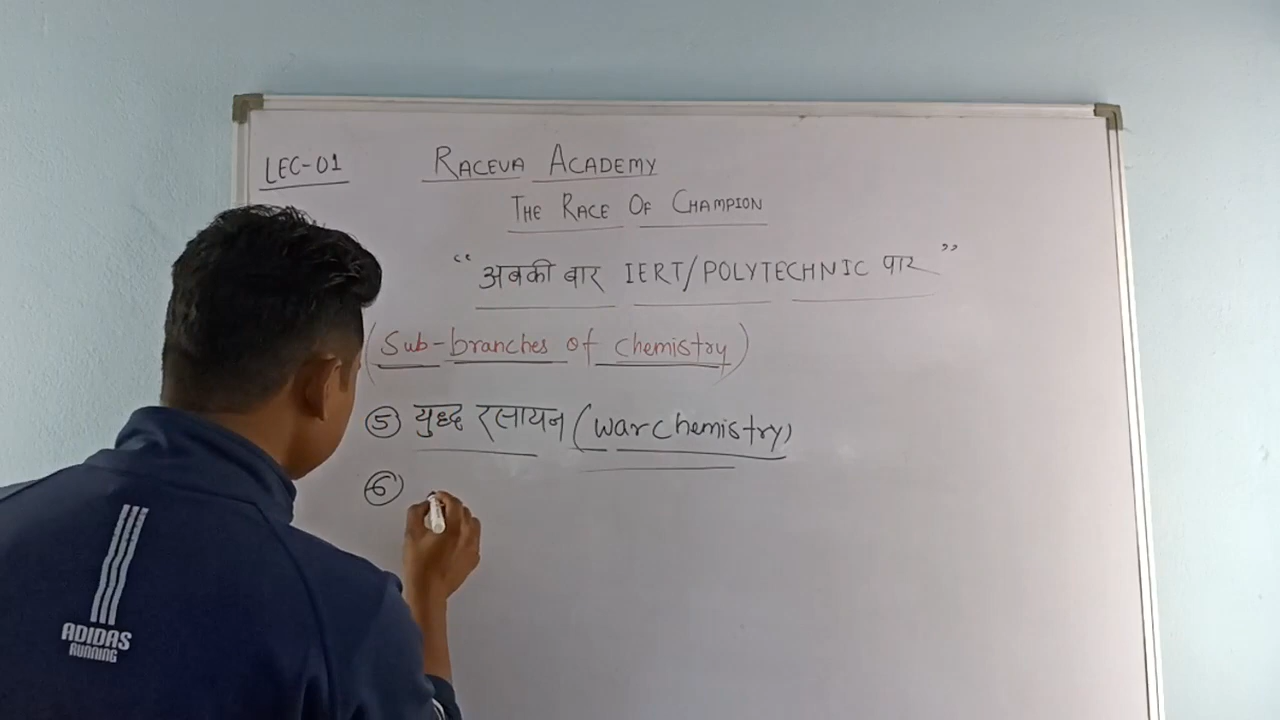 LEC-01
RACEVA ACADEMY
THE RACE OF CHAMPION
“ अबकी बार IERT/POLYTECHNIC पार ”
(Sub-branches of chemistry)
⑤ युध्द रसायन (war chemistry)
⑥
ADIDAS
RUNNING